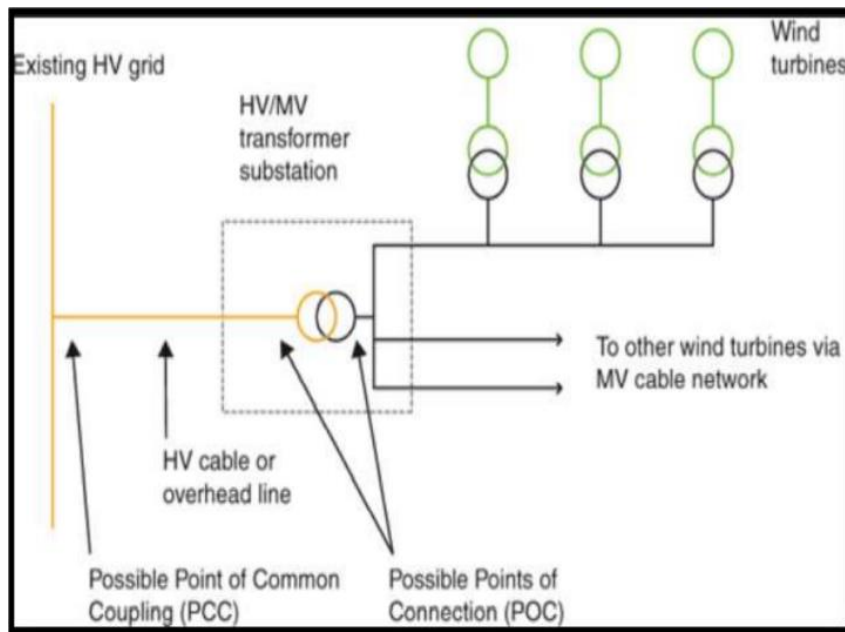 Existing HV grid
HV/MV
transformer
substation
Wind
turbines
To other wind turbines via
MV cable network
HV cable or
overhead line
Possible Point of Common
Coupling (PCC)
Possible Points of
Connection (POC)